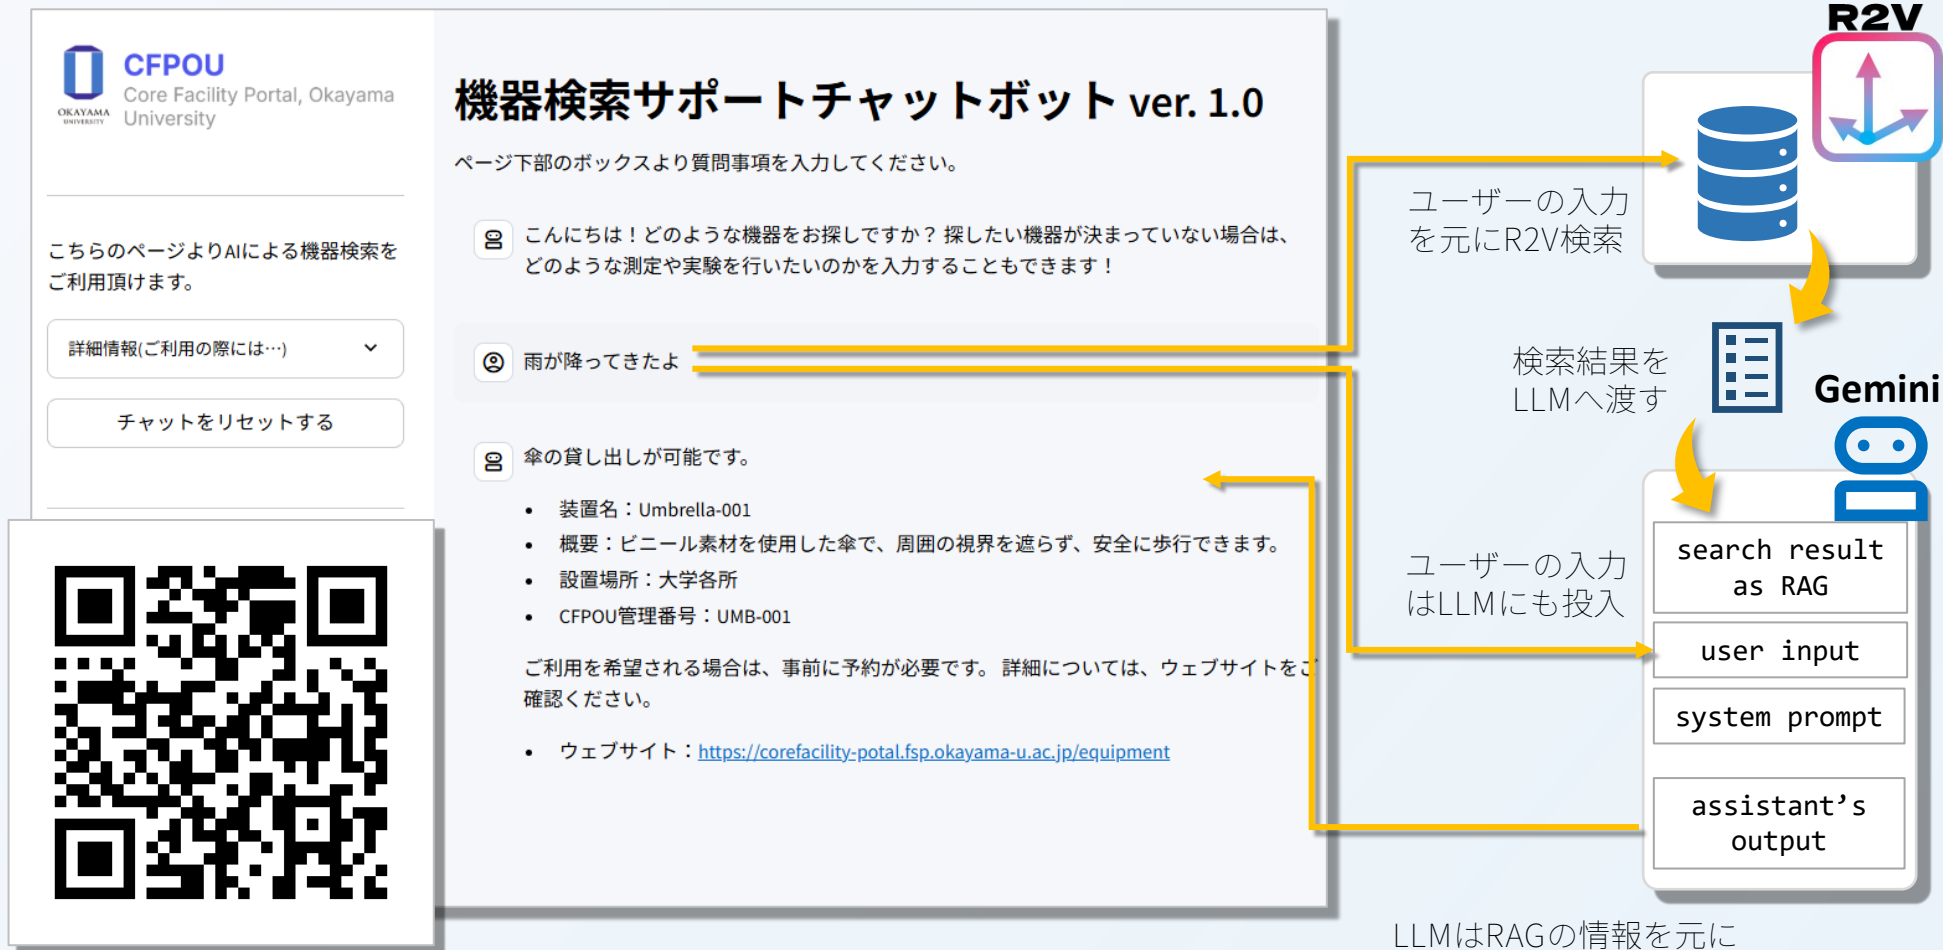 CFPOU
Core Facility Portal, Okayama
University
OKAYAMA
UNIVERSITY
こちらのページよりAIによる機器検索を
ご利用頂けます。
詳細情報(ご利用の際には…)
チャットをリセットする
機器検索サポートチャットボット ver. 1.0
ページ下部のボックスより質問事項を入力してください。
こんにちは！どのような機器をお探しですか？ 探したい機器が決まっていない場合は、
どのような測定や実験を行いたいのかを入力することもできます！
雨が降ってきたよ
傘の貸し出しが可能です。
• 装置名：Umbrella-001
• 概要：ビニール素材を使用した傘で、周囲の視界を遮らず、安全に歩行できます。
• 設置場所：大学各所
• CFPOU管理番号：UMB-001
ご利用を希望される場合は、事前に予約が必要です。 詳細については、ウェブサイトをご
確認ください。
• ウェブサイト：https://corefacility-potal.fsp.okayama-u.ac.jp/equipment
R2V
ユーザーの入力
を元にR2V検索
検索結果を
LLMへ渡す
Gemini
ユーザーの入力
はLLMにも投入
search result
as RAG
user input
system prompt
assistant’s
output
LLMはRAGの情報を元に